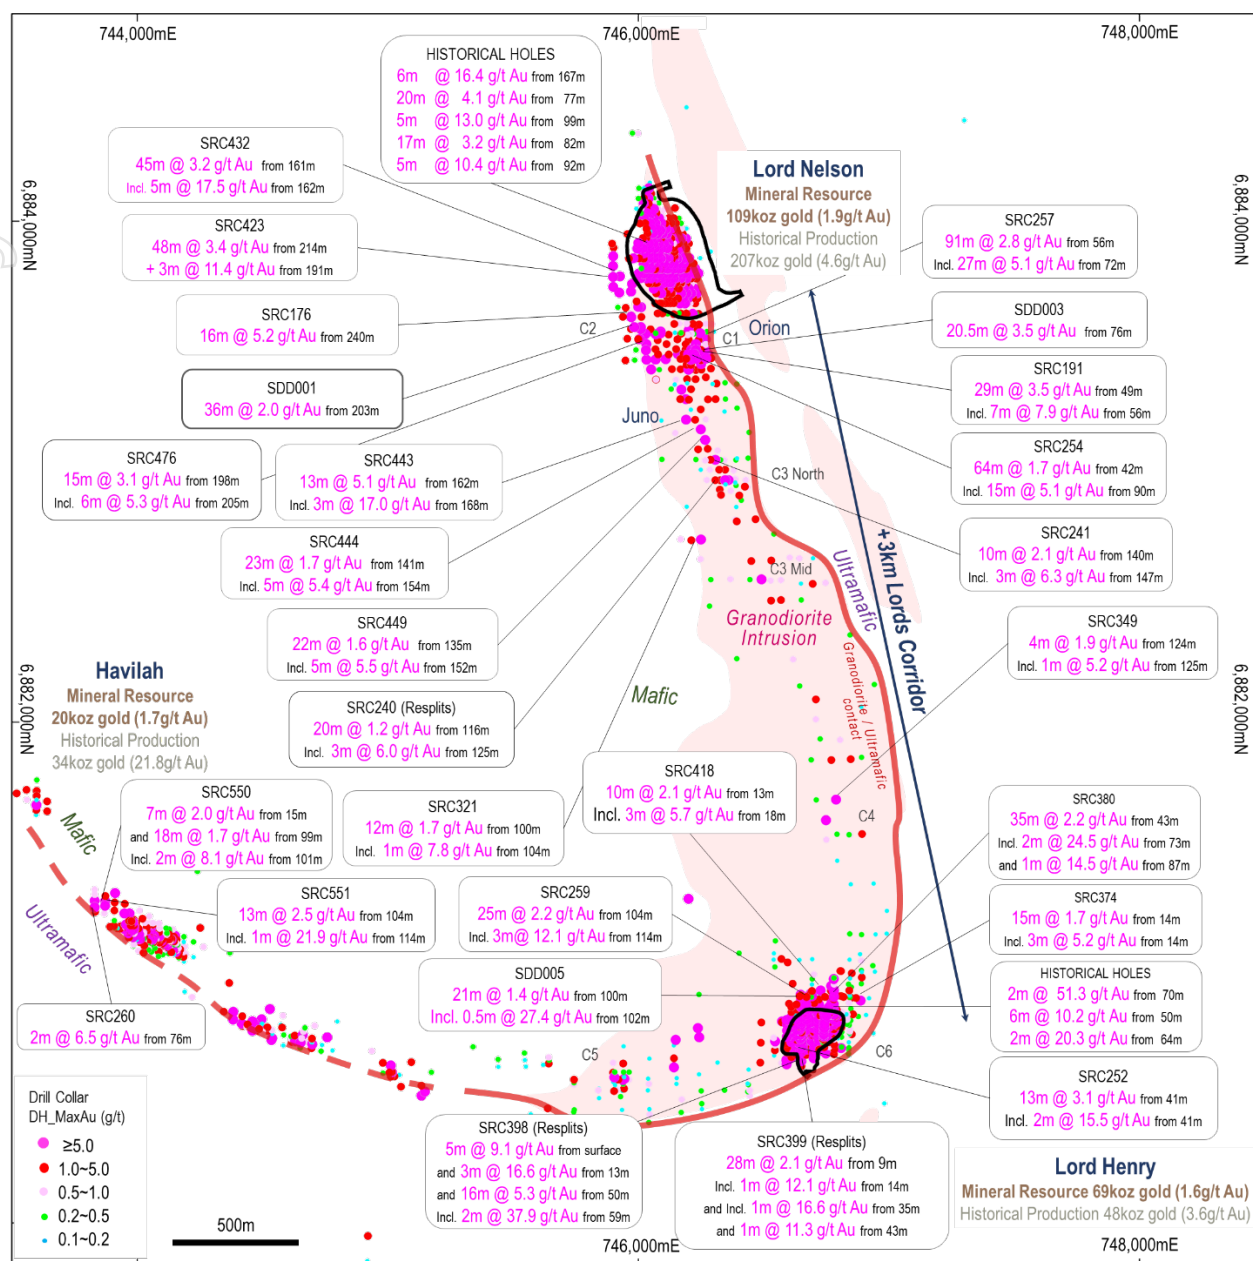 744,000mE
746,000mE
748,000mE
6,884,000mN
6,884,000mN
HISTORICAL HOLES
6m @ 16.4 g/t Au from 167m
20m @ 4.1 g/t Au from 77m
5m @ 13.0 g/t Au from 99m
17m @ 3.2 g/t Au from 82m
5m @ 10.4 g/t Au from 92m
SRC432
45m @ 3.2 g/t Au from 161m
Incl. 5m @ 17.5 g/t Au from 162m
Lord Nelson
Mineral Resource
109koz gold (1.9g/t Au)
Historical Production
207koz gold (4.6g/t Au)
SRC423
48m @ 3.4 g/t Au from 214m
+ 3m @ 11.4 g/t Au from 191m
SRC257
91m @ 2.8 g/t Au from 56m
Incl. 27m @ 5.1 g/t Au from 72m
SRC176
16m @ 5.2 g/t Au from 240m
C2
C1
Orion
SDD003
20.5m @ 3.5 g/t Au from 76m
SDD001
36m @ 2.0 g/t Au from 203m
SRC191
29m @ 3.5 g/t Au from 49m
Incl. 7m @ 7.9 g/t Au from 56m
Juno
SRC476
15m @ 3.1 g/t Au from 198m
Incl. 6m @ 5.3 g/t Au from 205m
SRC443
13m @ 5.1 g/t Au from 162m
Incl. 3m @ 17.0 g/t Au from 168m
SRC254
64m @ 1.7 g/t Au from 42m
Incl. 15m @ 5.1 g/t Au from 90m
C3 North
SRC444
23m @ 1.7 g/t Au from 141m
Incl. 5m @ 5.4 g/t Au from 154m
SRC241
10m @ 2.1 g/t Au from 140m
Incl. 3m @ 6.3 g/t Au from 147m
+3km Lords Corridor
Ultramafic
C3 Mid
Granodiorite
Intrusion
SRC449
22m @ 1.6 g/t Au from 135m
Incl. 5m @ 5.5 g/t Au from 152m
SRC349
4m @ 1.9 g/t Au from 124m
Incl. 1m @ 5.2 g/t Au from 125m
6,882,000mN
6,882,000mN
Havilah
Mineral Resource
20koz gold (1.7g/t Au)
Historical Production
34koz gold (21.8g/t Au)
Mafic
Granodiorite / Ultramafic
contact
SRC240 (Resplits)
20m @ 1.2 g/t Au from 116m
Incl. 3m @ 6.0 g/t Au from 125m
SRC418
10m @ 2.1 g/t Au from 13m
Incl. 3m @ 5.7 g/t Au from 18m
SRC550
7m @ 2.0 g/t Au from 15m
and 18m @ 1.7 g/t Au from 99m
Incl. 2m @ 8.1 g/t Au from 101m
SRC321
12m @ 1.7 g/t Au from 100m
Incl. 1m @ 7.8 g/t Au from 104m
C4
SRC380
35m @ 2.2 g/t Au from 43m
Incl. 2m @ 24.5 g/t Au from 73m
and 1m @ 14.5 g/t Au from 87m
Mafic
Ultramafic
SRC551
13m @ 2.5 g/t Au from 104m
Incl. 1m @ 21.9 g/t Au from 114m
SRC259
25m @ 2.2 g/t Au from 104m
Incl. 3m@ 12.1 g/t Au from 114m
SRC374
15m @ 1.7 g/t Au from 14m
Incl. 3m @ 5.2 g/t Au from 14m
SDD005
21m @ 1.4 g/t Au from 100m
Incl. 0.5m @ 27.4 g/t Au from 102m
HISTORICAL HOLES
2m @ 51.3 g/t Au from 70m
6m @ 10.2 g/t Au from 50m
2m @ 20.3 g/t Au from 64m
SRC260
2m @ 6.5 g/t Au from 76m
C5
C6
SRC252
13m @ 3.1 g/t Au from 41m
Incl. 2m @ 15.5 g/t Au from 41m
Drill Collar
DH_MaxAu (g/t)
≥5.0
1.0~5.0
0.5~1.0
0.2~0.5
0.1~0.2
500m
SRC398 (Resplits)
5m @ 9.1 g/t Au from surface
and 3m @ 16.6 g/t Au from 13m
and 16m @ 5.3 g/t Au from 50m
Incl. 2m @ 37.9 g/t Au from 59m
SRC399 (Resplits)
28m @ 2.1 g/t Au from 9m
Incl. 1m @ 12.1 g/t Au from 14m
and Incl. 1m @ 16.6 g/t Au from 35m
and 1m @ 11.3 g/t Au from 43m
Lord Henry
Mineral Resource 69koz gold (1.6g/t Au)
Historical Production 48koz gold (3.6g/t Au)
746,000mE
748,000mE